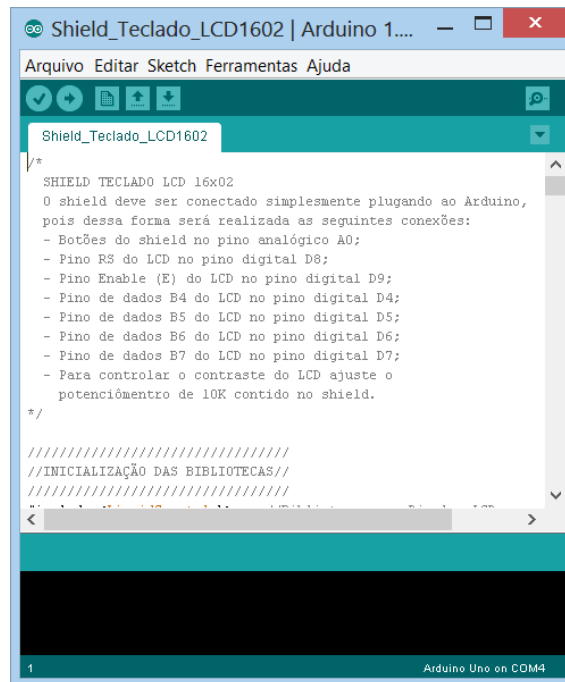 Shield_Teclado_LCD1602 | Arduino 1....
Arquivo Editar Sketch Ferramentas Ajuda
Shield_Teclado_LCD1602
/*
SHIELD TECLADO LCD 16x02
O shield deve ser conectado simplesmente plugando ao Arduino,
pois dessa forma será realizada as seguintes conexões:
- Botões do shield no pino analógico A0;
- Pino RS do LCD no pino digital D8;
- Pino Enable (E) do LCD no pino digital D9;
- Pino de dados B4 do LCD no pino digital D4;
- Pino de dados B5 do LCD no pino digital D5;
- Pino de dados B6 do LCD no pino digital D6;
- Pino de dados B7 do LCD no pino digital D7;
- Para controlar o contraste do LCD ajuste o
potenciômentro de 10K contido no shield.
*/
/////////////////////////////////
//INICIALIZAÇÃO DAS BIBLIOTECAS//
/////////////////////////////////
1
Arduino Uno on COM4